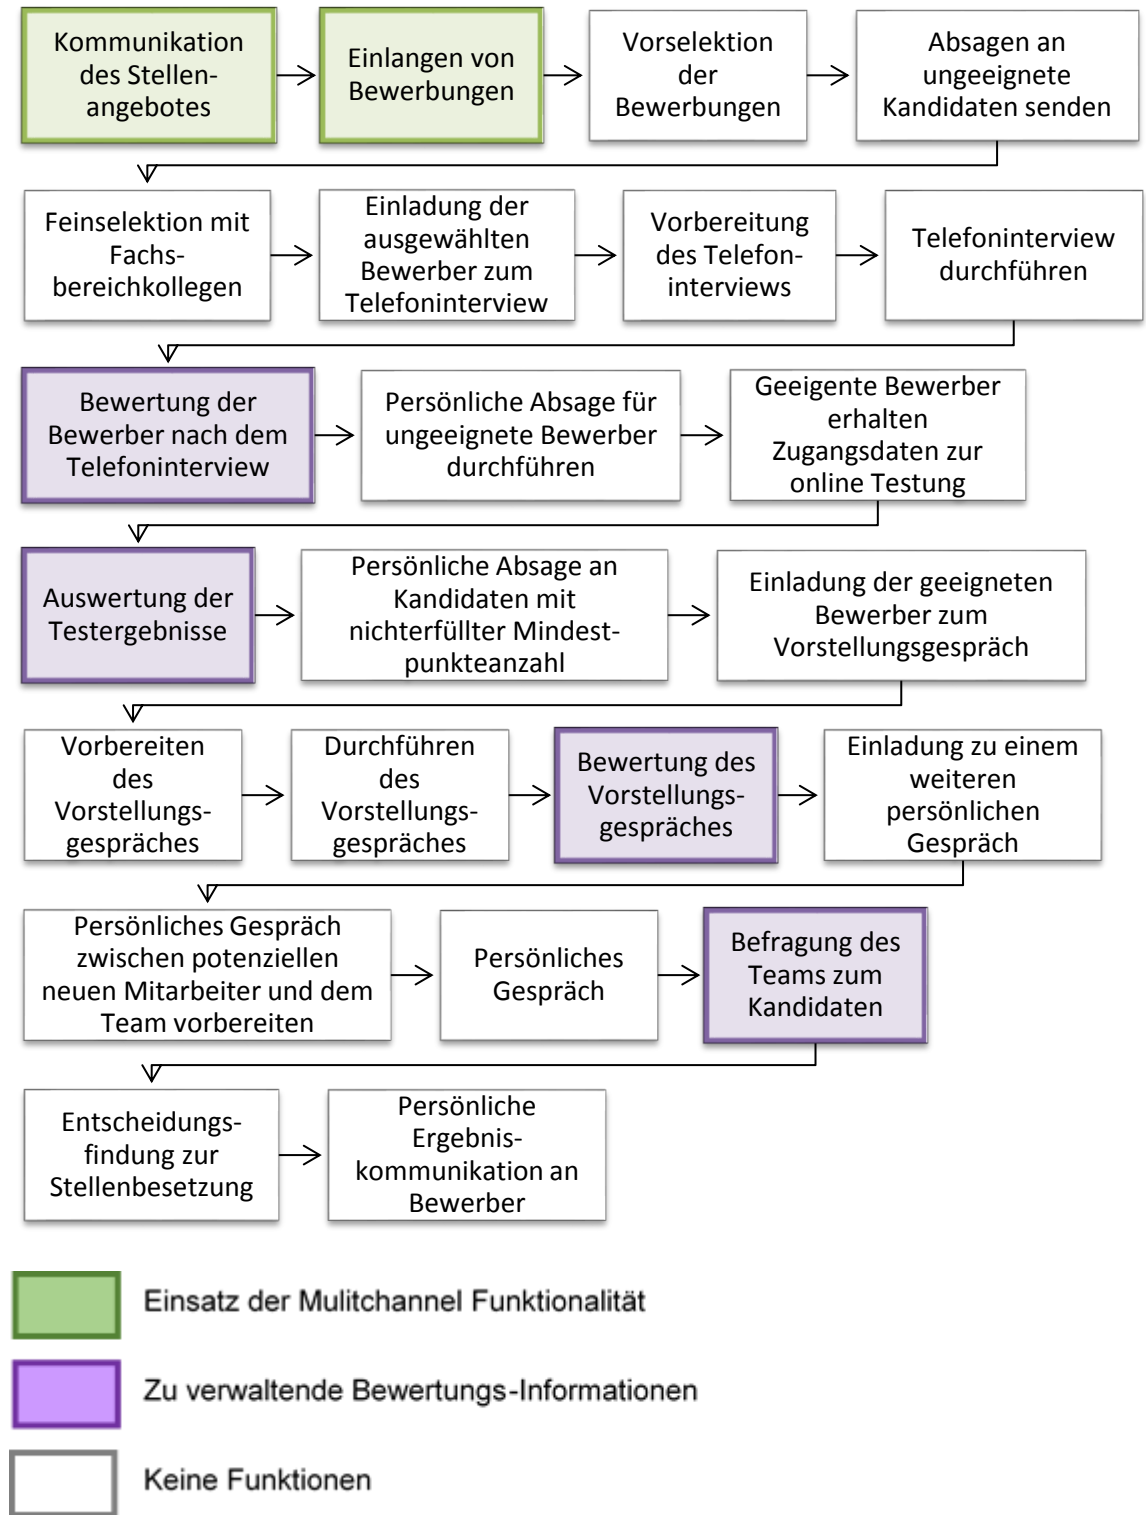 Kommunikation
des Stellen-
angebotes
Einlangen von
Bewerbungen
Vorselektion
der
Bewerbungen
Absagen an
ungeeignete
Kandidaten senden
Feinselektion mit
Fachs-
bereichkollegen
Einladung der
ausgewählten
Bewerber zum
Telefoninterview
Vorbereitung
des Telefon-
interviews
Telefoninterview
durchführen
Bewertung der
Bewerber nach dem
Telefoninterview
Persönliche Absage für
ungeeignete Bewerber
durchführen
Geeigente Bewerber
erhalten
Zugangsdaten zur
online Testung
Auswertung der
Testergebnisse
Persönliche Absage an
Kandidaten mit
nichterfüllter Mindest-
punkteanzahl
Einladung der geeigneten
Bewerber zum
Vorstellungsgespräch
Vorbereiten
des
Vorstellungs-
gespräches
Durchführen
des
Vorstellungs-
gespräches
Bewertung des
Vorstellungs-
gespräches
Einladung zu einem
weiteren
persönlichen
Gespräch
Persönliches Gespräch
zwischen potenziellen
neuen Mitarbeiter und dem
Team vorbereiten
Persönliches
Gespräch
Befragung des
Teams zum
Kandidaten
Entscheidungs-
findung zur
Stellenbesetzung
Persönliche
Ergebnis-
kommunikation an
Bewerber
Einsatz der Mulitchannel Funktionalität
Zu verwaltende Bewertungs-Informationen
Keine Funktionen